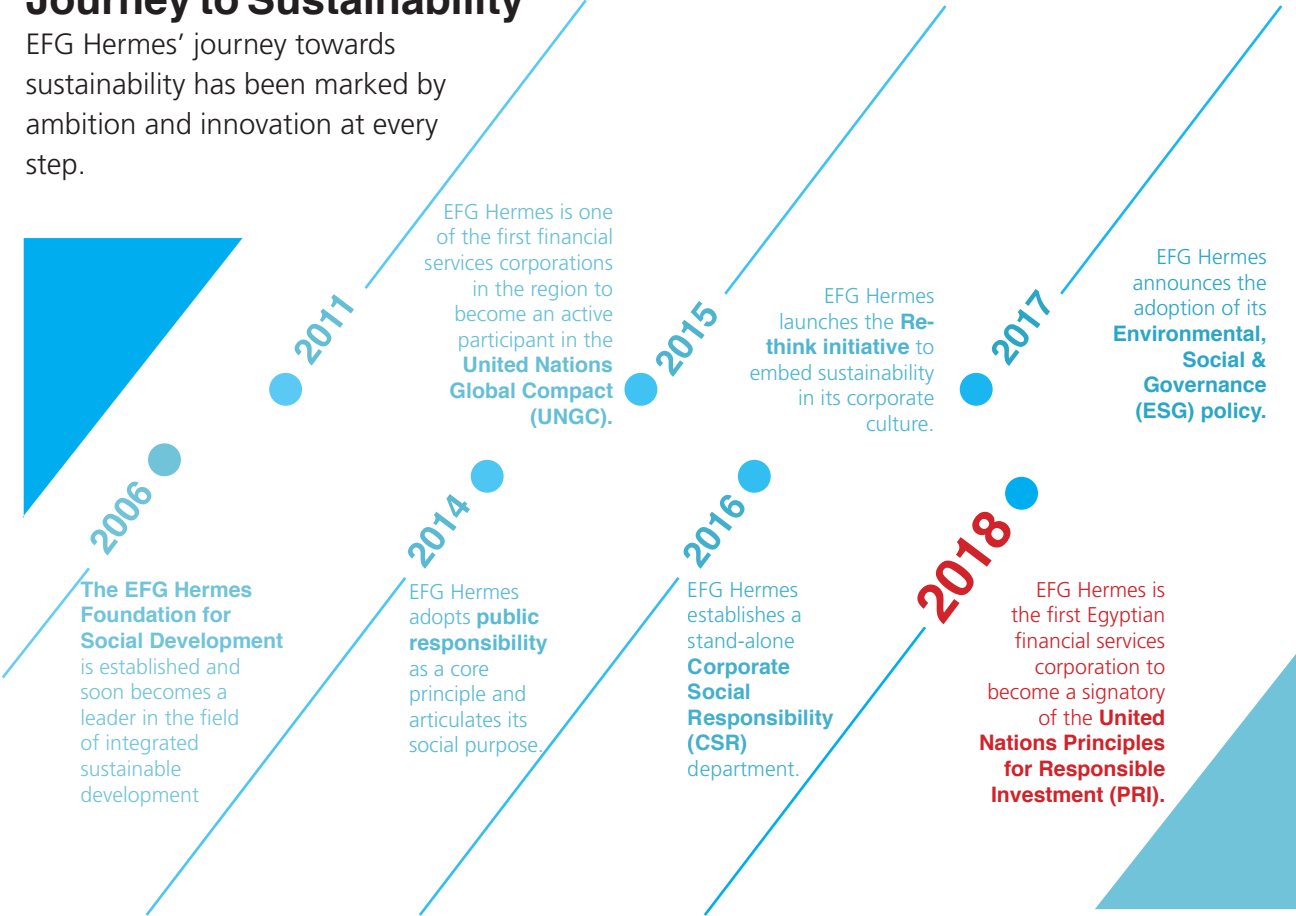 Journey to Sustainability
EFG Hermes’ journey towards
sustainability has been marked by
ambition and innovation at every
step.
2006
The EFG Hermes
Foundation for
Social Development
is established and
soon becomes a
leader in the field
of integrated
sustainable
development
2011
EFG Hermes is one
of the first financial
services corporations
in the region to
become an active
participant in the
United Nations
Global Compact
(UNGC).
2014
EFG Hermes
adopts public
responsibility
as a core
principle and
articulates its
social purpose.
2015
EFG Hermes
launches the Re-
think initiative to
embed sustainability
in its corporate
culture.
2016
EFG Hermes
establishes a
stand-alone
Corporate
Social
Responsibility
(CSR)
department.
2017
EFG Hermes
announces the
adoption of its
Environmental,
Social &
Governance
(ESG) policy.
2018
EFG Hermes is
the first Egyptian
financial services
corporation to
become a signatory
of the United
Nations Principles
for Responsible
Investment (PRI).